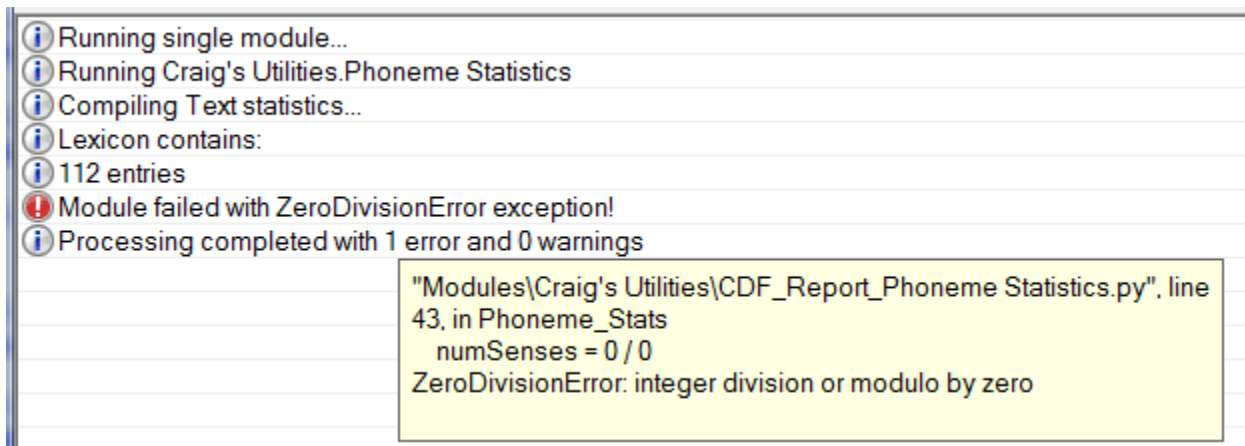 Running single module...
Running Craig's Utilities.Phoneme Statistics
Compiling Text statistics...
Lexicon contains:
112 entries
Module failed with ZeroDivisionError exception!
Processing completed with 1 error and 0 warnings
"Modules\Craig's Utilities\CDF_Report_Phoneme Statistics.py", line
43, in Phoneme_Stats
numSenses = 0 / 0
ZeroDivisionError: integer division or modulo by zero